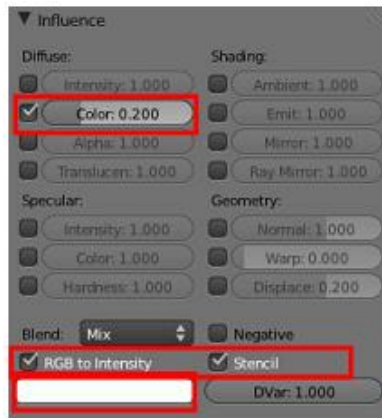 Influence
Diffuse: Shading:
Intensity: 1.000 Ambient: 1.000
Color: 0.200 Emit: 1.000
Alpha: 1.000 Mirror: 1.000
Translucen: 1.000 Ray Mirror: 1.000
Specular: Geometry:
Intensity: 1.000 Normal: 1.000
Color: 1.000 Warp: 0.000
Hardness: 1.000 Displace: 0.200
Blend: Mix Negative
RGB to Intensity Stencil
DVar: 1.000